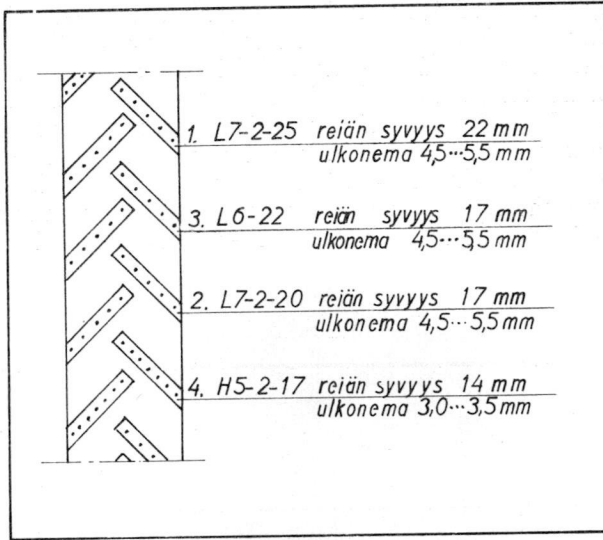 1. L7-2-25 reiän syvyys 22 mm
ulkonema 4,5...5,5 mm
3. L6-22 reiän syvyys 17 mm
ulkonema 4,5...5,5 mm
2. L7-2-20 reiän syvyys 17 mm
ulkonema 4,5...5,5 mm
4. H5-2-17 reiän syvyys 14 mm
ulkonema 3,0...3,5 mm